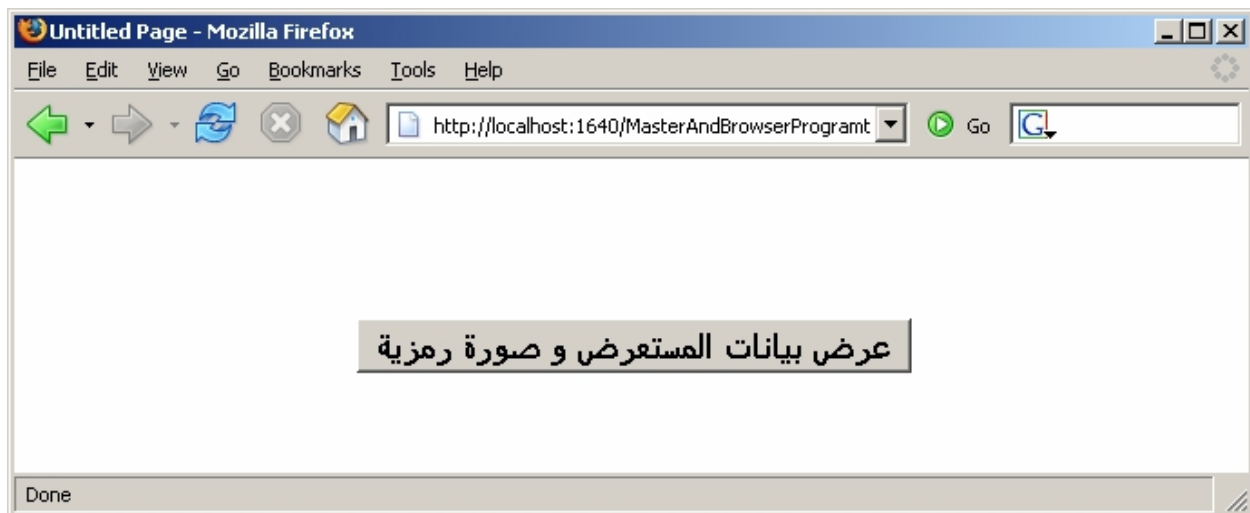 Untitled Page - Mozilla Firefox
File Edit View Go Bookmarks Tools Help
http://localhost:1640/MasterAndBrowserProgramt Go G
عرض بيانات المستعرض و صورة رمزية
Done